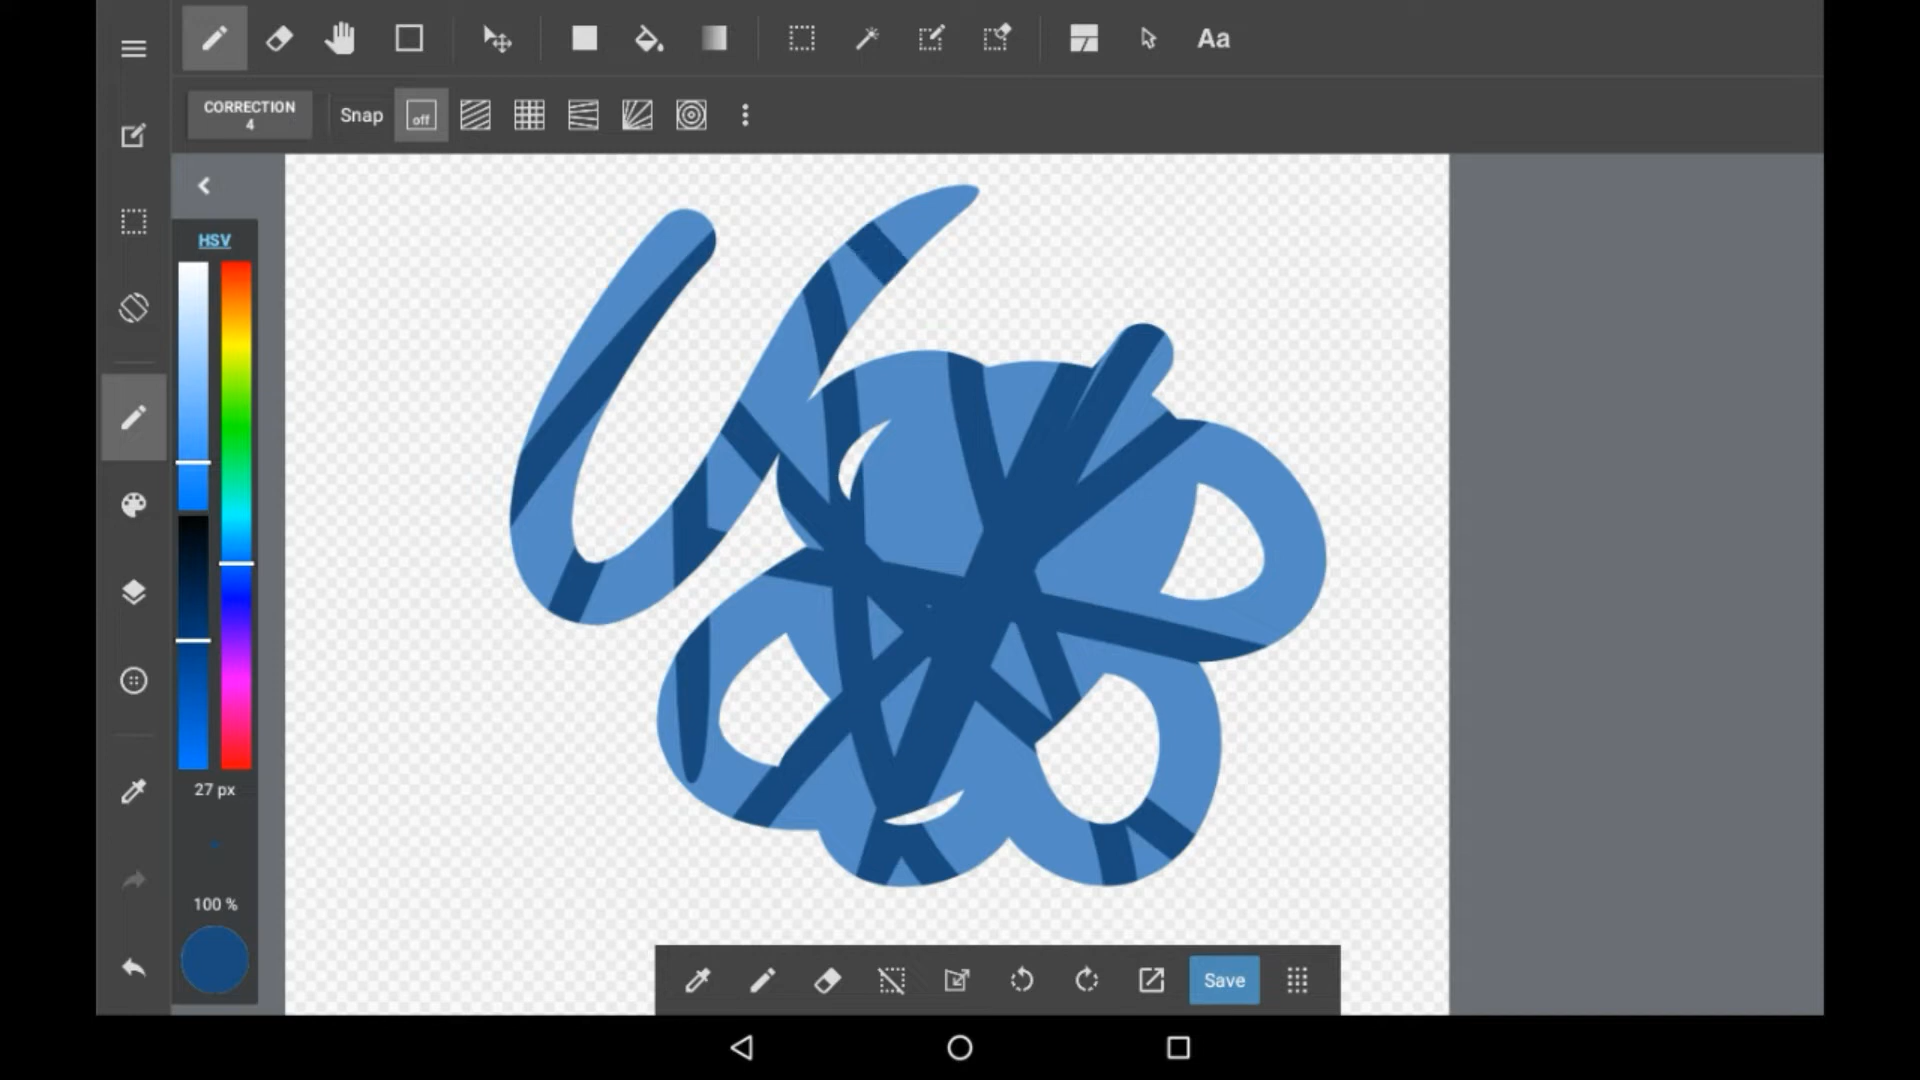 Aa
CORRECTION
4
Snap
off
HSV
27 px
100 %
Save